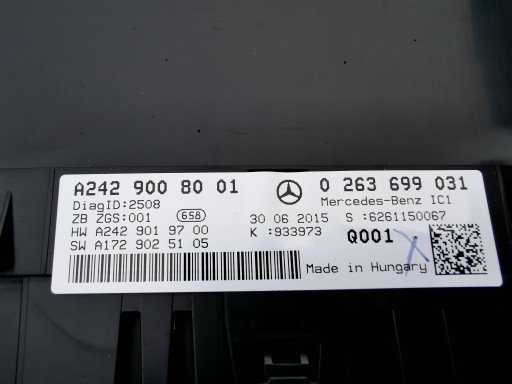 A242 900 80 01
0 263 699 031
DiagID:2508
Mercedes-Benz IC1
ZB ZGS:001
658
30 06 2015
S :6261150067
HW A242 901 97 00
K :933973
Q001
SW A172 902 51 05
Made in Hungary